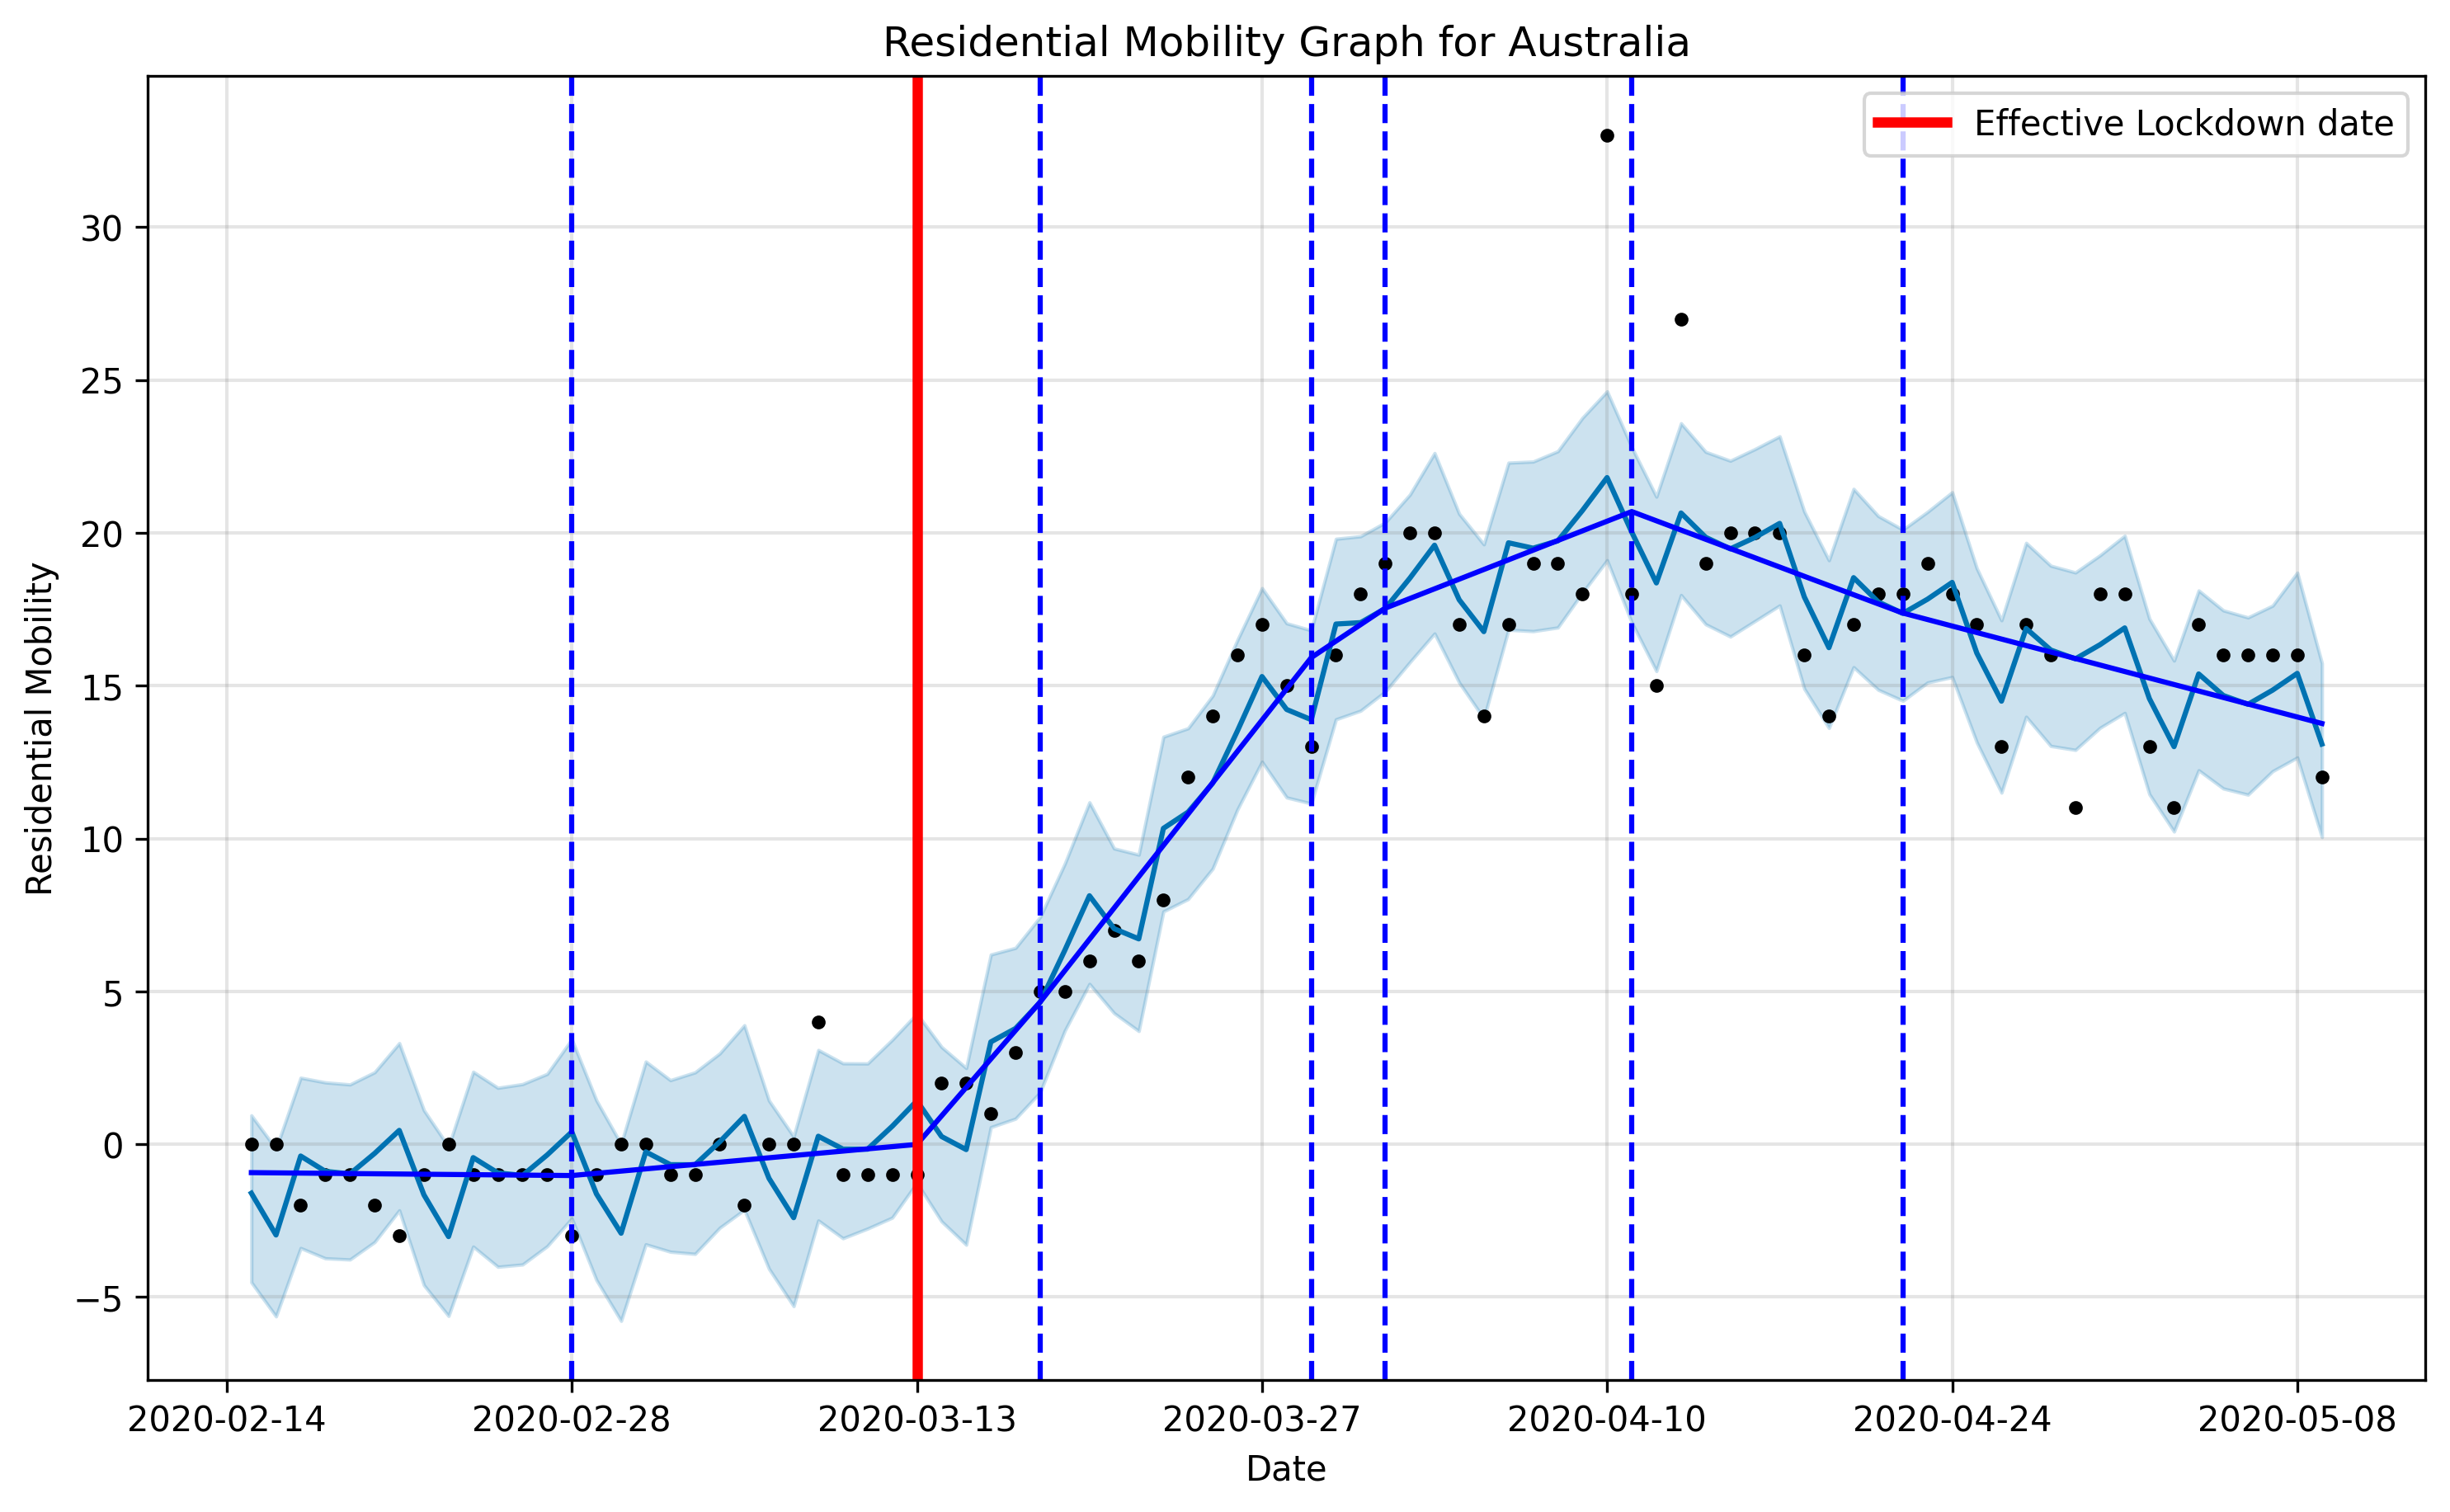 Residential Mobility Graph for Australia
Effective Lockdown date
Residential Mobility
30
25
20
15
10
5
0
−5
2020-02-14 2020-02-28 2020-03-13 2020-03-27 2020-04-10 2020-04-24 2020-05-08
Date